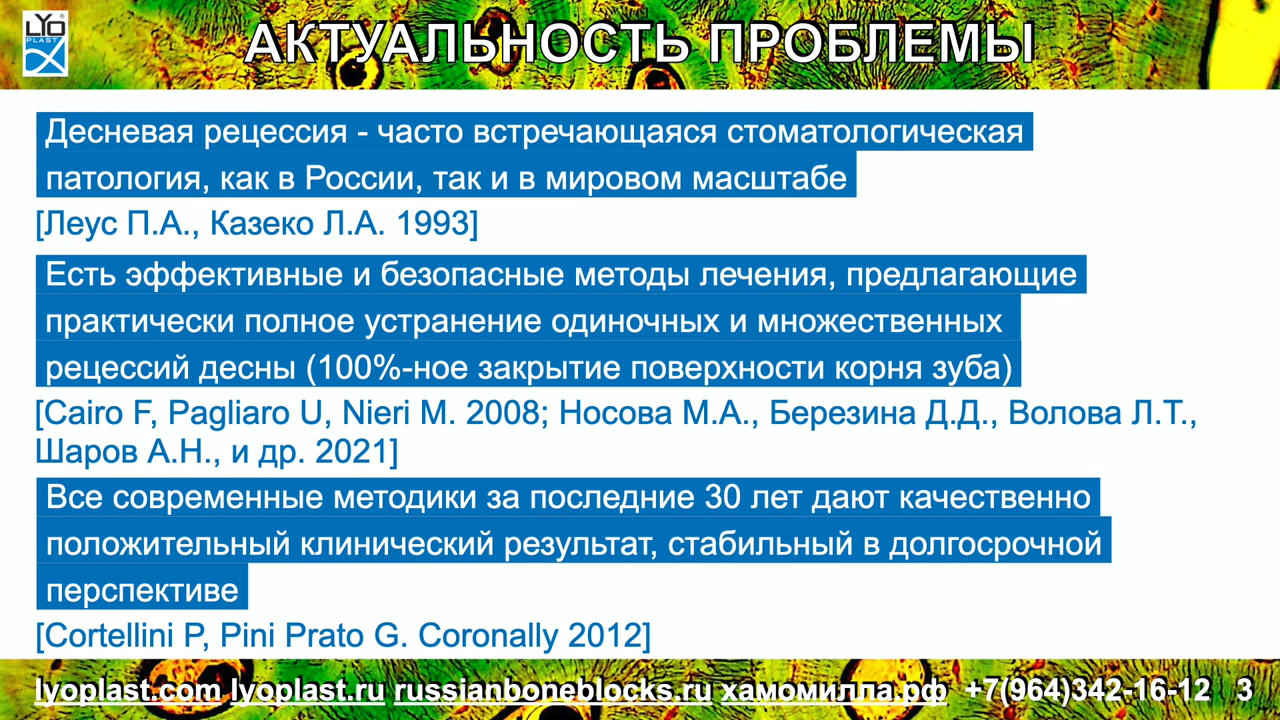 LYO
PLAST
АКТУАЛЬНОСТЬ ПРОБЛЕМЫ
Десневая рецессия - часто встречающаяся стоматологическая
патология, как в России, так и в мировом масштабе
[Леус П.А., Казеко Л.А. 1993]
Есть эффективные и безопасные методы лечения, предлагающие
практически полное устранение одиночных и множественных
рецессий десны (100%-ное закрытие поверхности корня зуба)
[Cairo F, Pagliaro U, Nieri M. 2008; Носова М.А., Березина Д.Д., Волова Л.Т.,
Шаров А.Н., и др. 2021]
Все современные методики за последние 30 лет дают качественно
положительный клинический результат, стабильный в долгосрочной
перспективе
[Cortellini P, Pini Prato G. Coronally 2012]
lyoplast.com lyoplast.ru russianboneblocks.ru хамомилла.рф +7(964)342-16-12 3